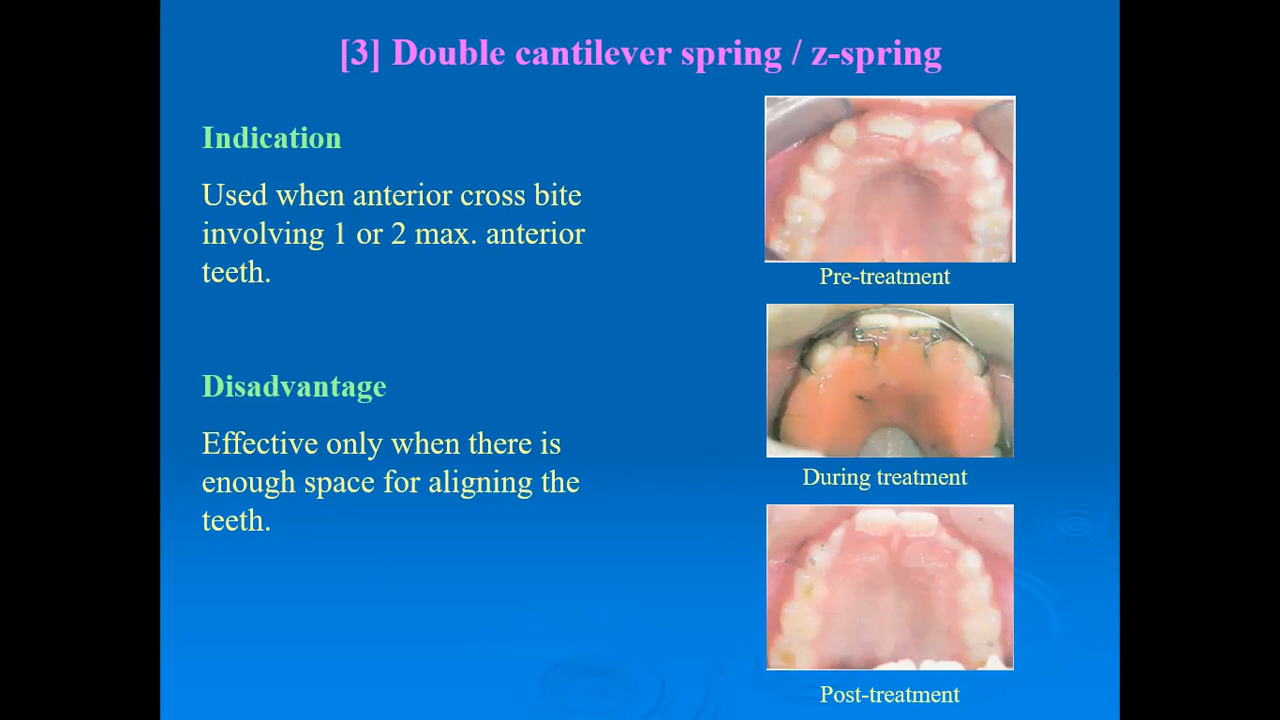 [3] Double cantilever spring / z-spring
Indication
Used when anterior cross bite
involving 1 or 2 max. anterior
teeth.
Disadvantage
Effective only when there is
enough space for aligning the
teeth.
Pre-treatment
During treatment
Post-treatment